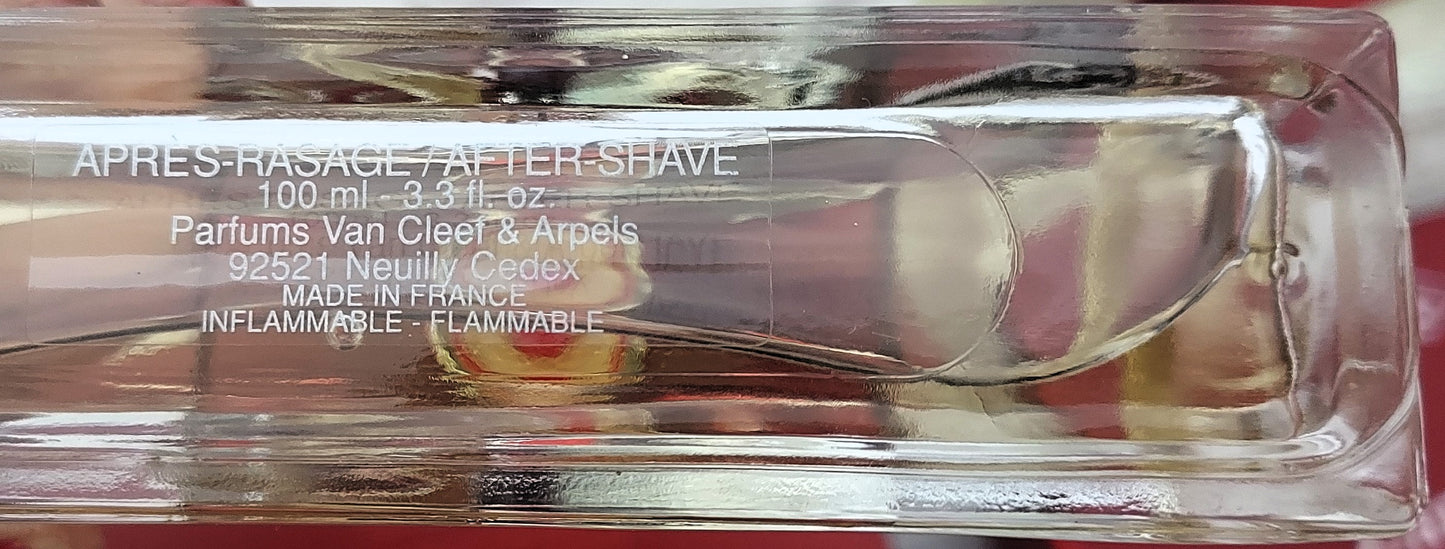 APRES-RASAGE / AFTER-SHAVE
100 ml - 3.3 fl. oz.
Parfums Van Cleef & Arpels
92521 Neuilly Cedex
MADE IN FRANCE
INFLAMMABLE - FLAMMABLE